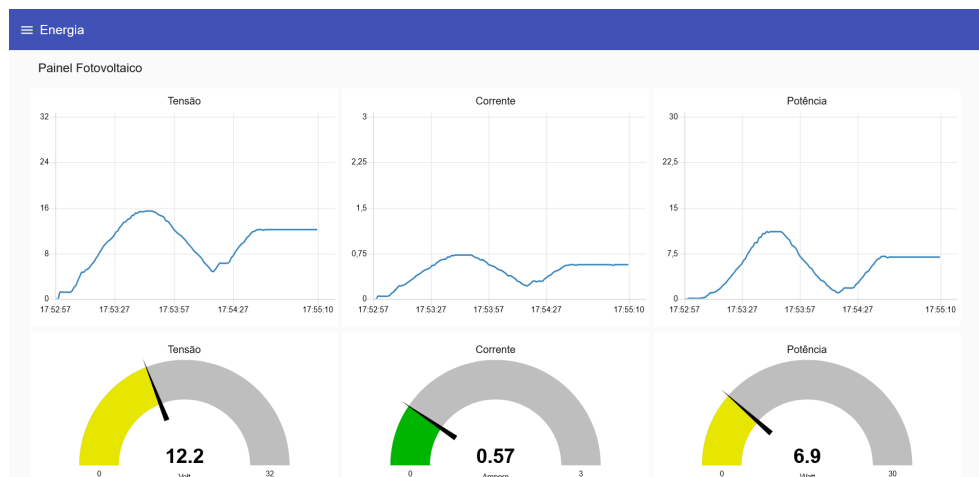 Energia
Painel Fotovoltaico
Tensão
32
24
16
8
0
17:52:57 17:53:27 17:53:57 17:54:27 17:55:10
Corrente
3
2,25
1,5
0,75
0
17:52:57 17:53:27 17:53:57 17:54:27 17:55:10
Potência
30
22,5
15
7,5
0
17:52:57 17:53:27 17:53:57 17:54:27 17:55:10
Tensão
12.2
0 Volt 32
Corrente
0.57
0 Ampere 3
Potência
6.9
0 Watt 30